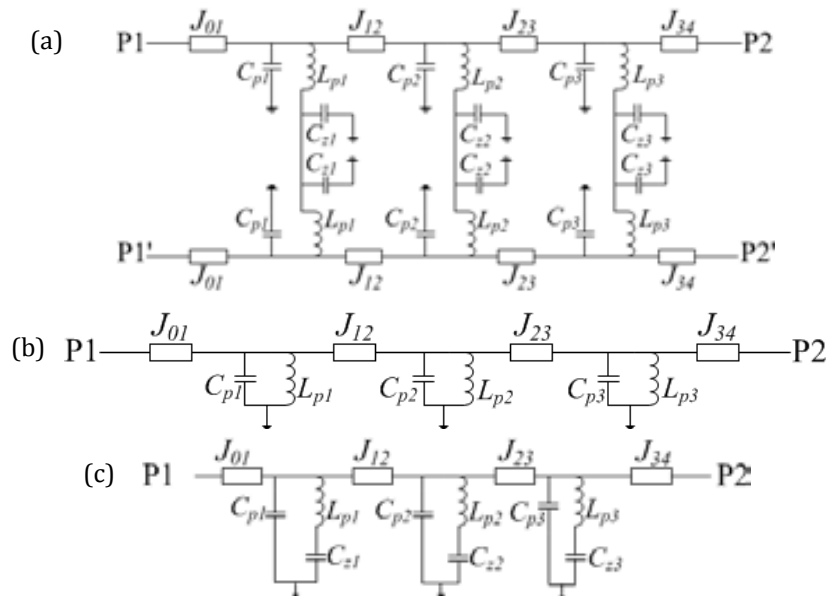 (a)
P1 J01 J12 J23 J34 P2
Cp1 Lp1 Cp2 Lp2 Cp3 Lp3
Cz1 Cz2 Cz3
Cz1 Cz2 Cz3
Cp1 Lp1 Cp2 Lp2 Cp3 Lp3
P1' P2'
J01 J12 J23 J34
(b)
P1 J01 J12 J23 J34 P2
Cp1 Lp1 Cp2 Lp2 Cp3 Lp3
(c)
P1 J01 J12 J23 J34 P2
Cp1 Lp1 Cp2 Lp2 Cp3 Lp3
Cz1 Cz2 Cz3